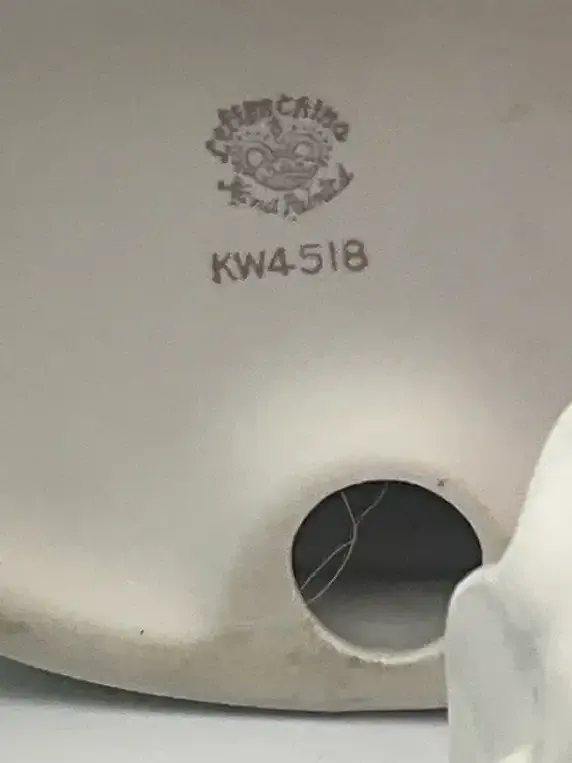 Lefton China
Hand Painted
KW4518